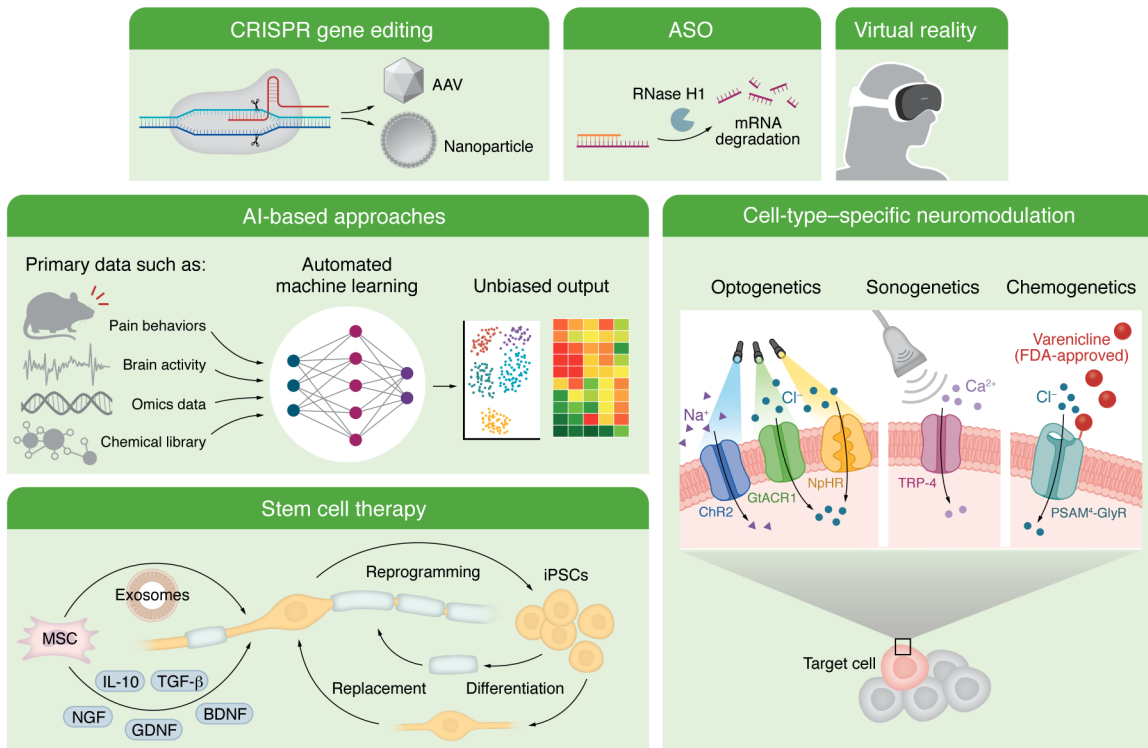 CRISPR gene editing
AAV
Nanoparticle
ASO
RNase H1
mRNA
degradation
Virtual reality
AI-based approaches
Primary data such as:
Pain behaviors
Brain activity
Omics data
Chemical library
Automated
machine learning
Unbiased output
Stem cell therapy
MSC
Exosomes
IL-10
TGF-β
NGF
GDNF
BDNF
Reprogramming
iPSCs
Replacement
Differentiation
Cell-type–specific neuromodulation
Optogenetics
Sonogenetics
Chemogenetics
Na⁺
Cl⁻
ChR2
GtACR1
NpHR
Ca²⁺
TRP-4
Varenicline
(FDA-approved)
Cl⁻
PSAM⁴-GlyR
Target cell